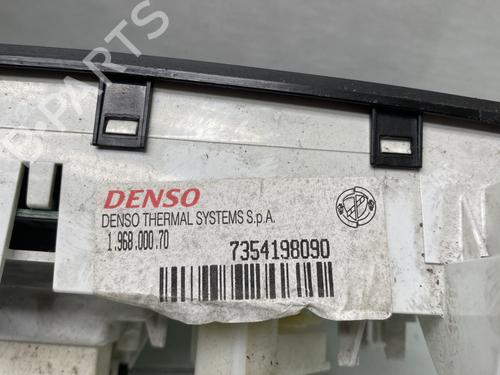 B-PARTS
DENSO
DENSO THERMAL SYSTEMS S.p.A.
1.968.000.70
7354198090